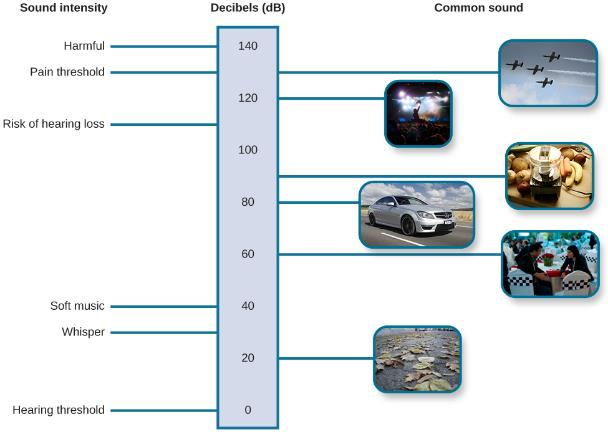 Sound intensity Decibels (dB) Common sound
Harmful 140
Pain threshold
120
Risk of hearing loss
100
80
60
Soft music 40
Whisper
20
Hearing threshold 0